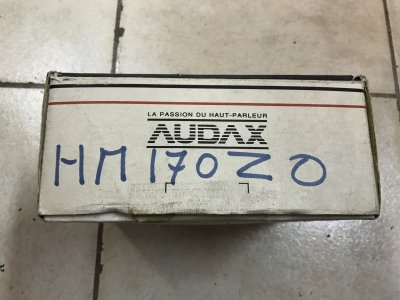 LA PASSION DU HAUT-PARLEUR
AUDAX
HM170Z0